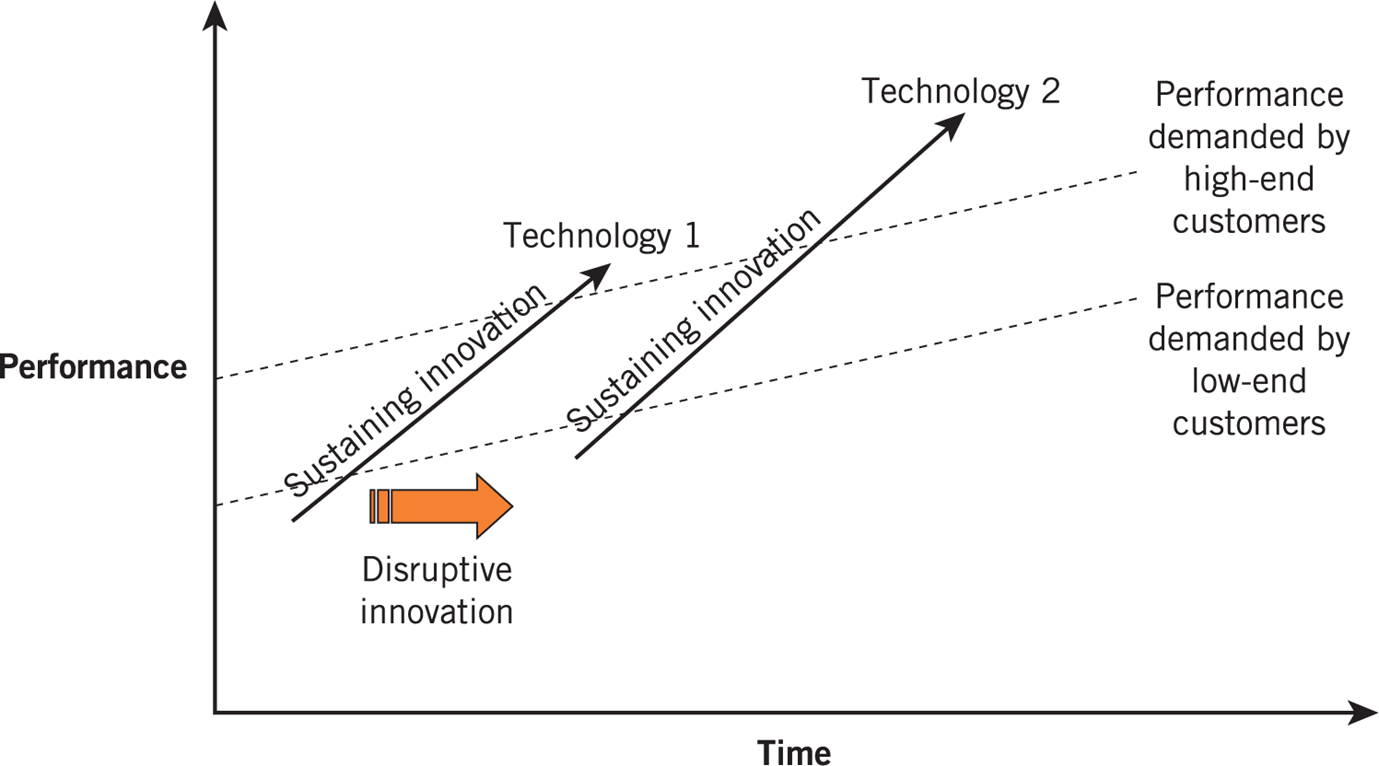 Technology 2
Performance
demanded by
high-end
customers
Technology 1
Sustaining innovation
Sustaining innovation
Performance
demanded by
low-end
customers
Performance
Disruptive
innovation
Time